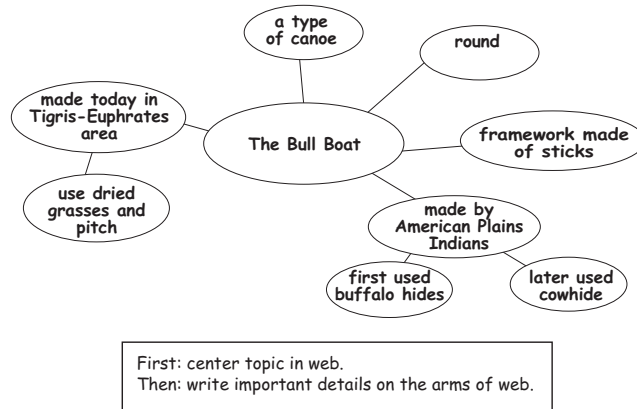 a type
of canoe
round
made today in
Tigris-Euphrates
area
The Bull Boat
framework made
of sticks
use dried
grasses and
pitch
made by
American Plains
Indians
first used
buffalo hides
later used
cowhide
First: center topic in web.
Then: write important details on the arms of web.